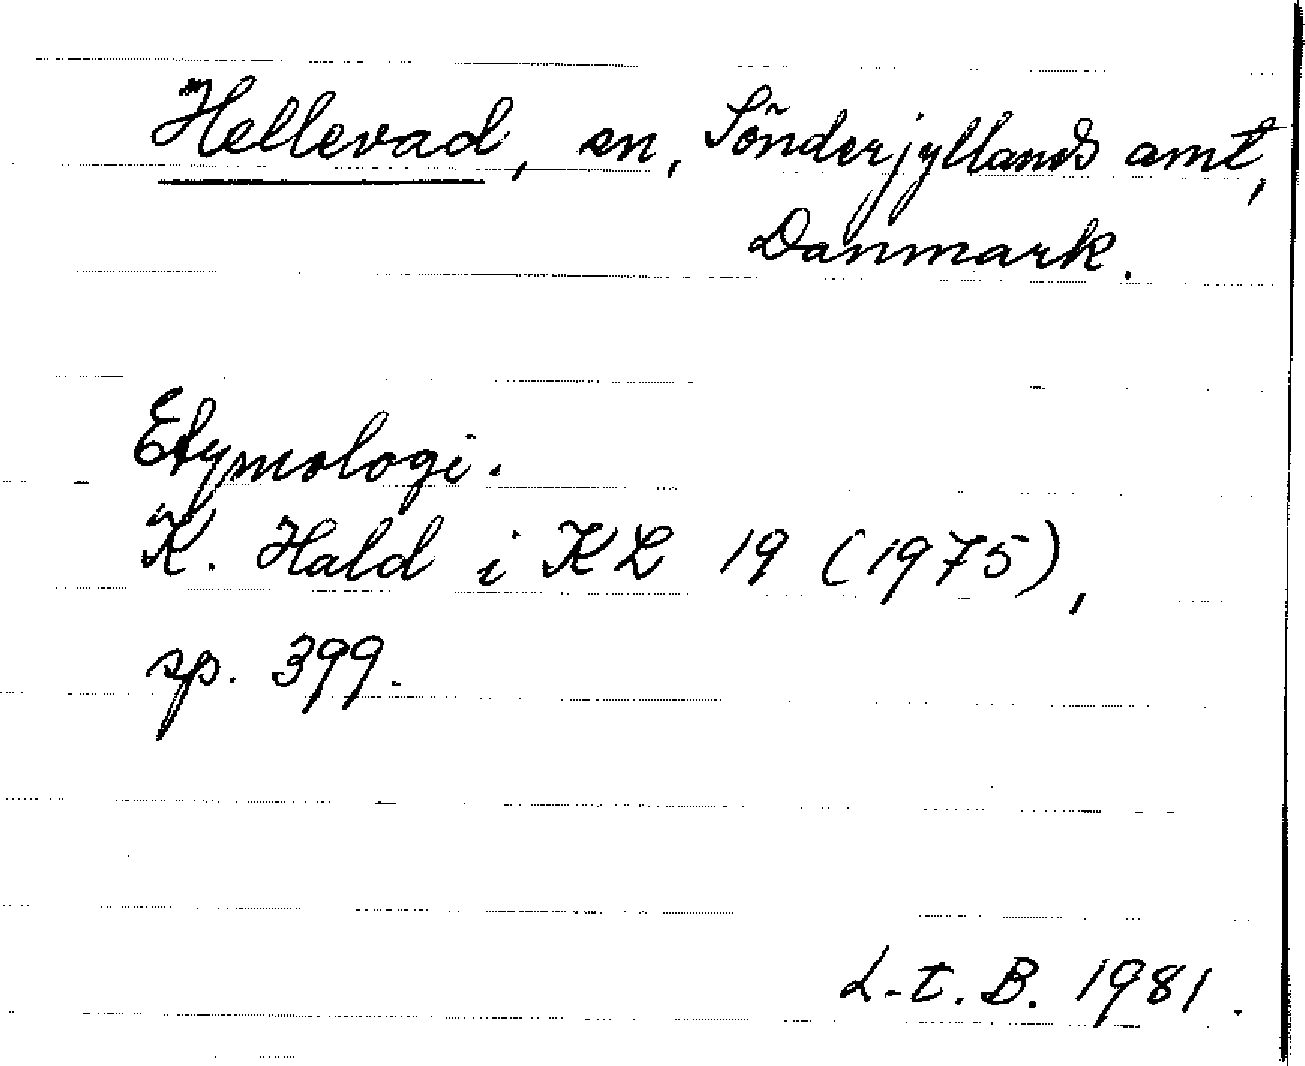 Hellevad, sn, Sönderjyllands amt,
Danmark.
Etymologi.
K. Hald i KL 19 (1975),
sp. 399.
L-t. B. 1981.